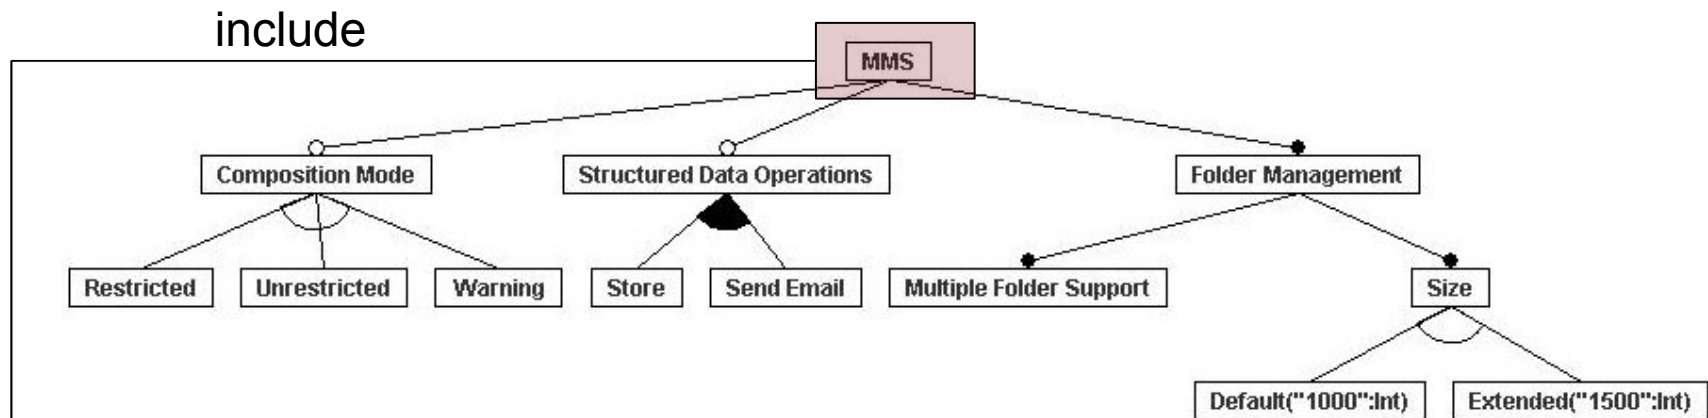 include
MMS
Composition Mode
Structured Data Operations
Folder Management
Restricted
Unrestricted
Warning
Store
Send Email
Multiple Folder Support
Size
Default("1000":Int)
Extended("1500":Int)